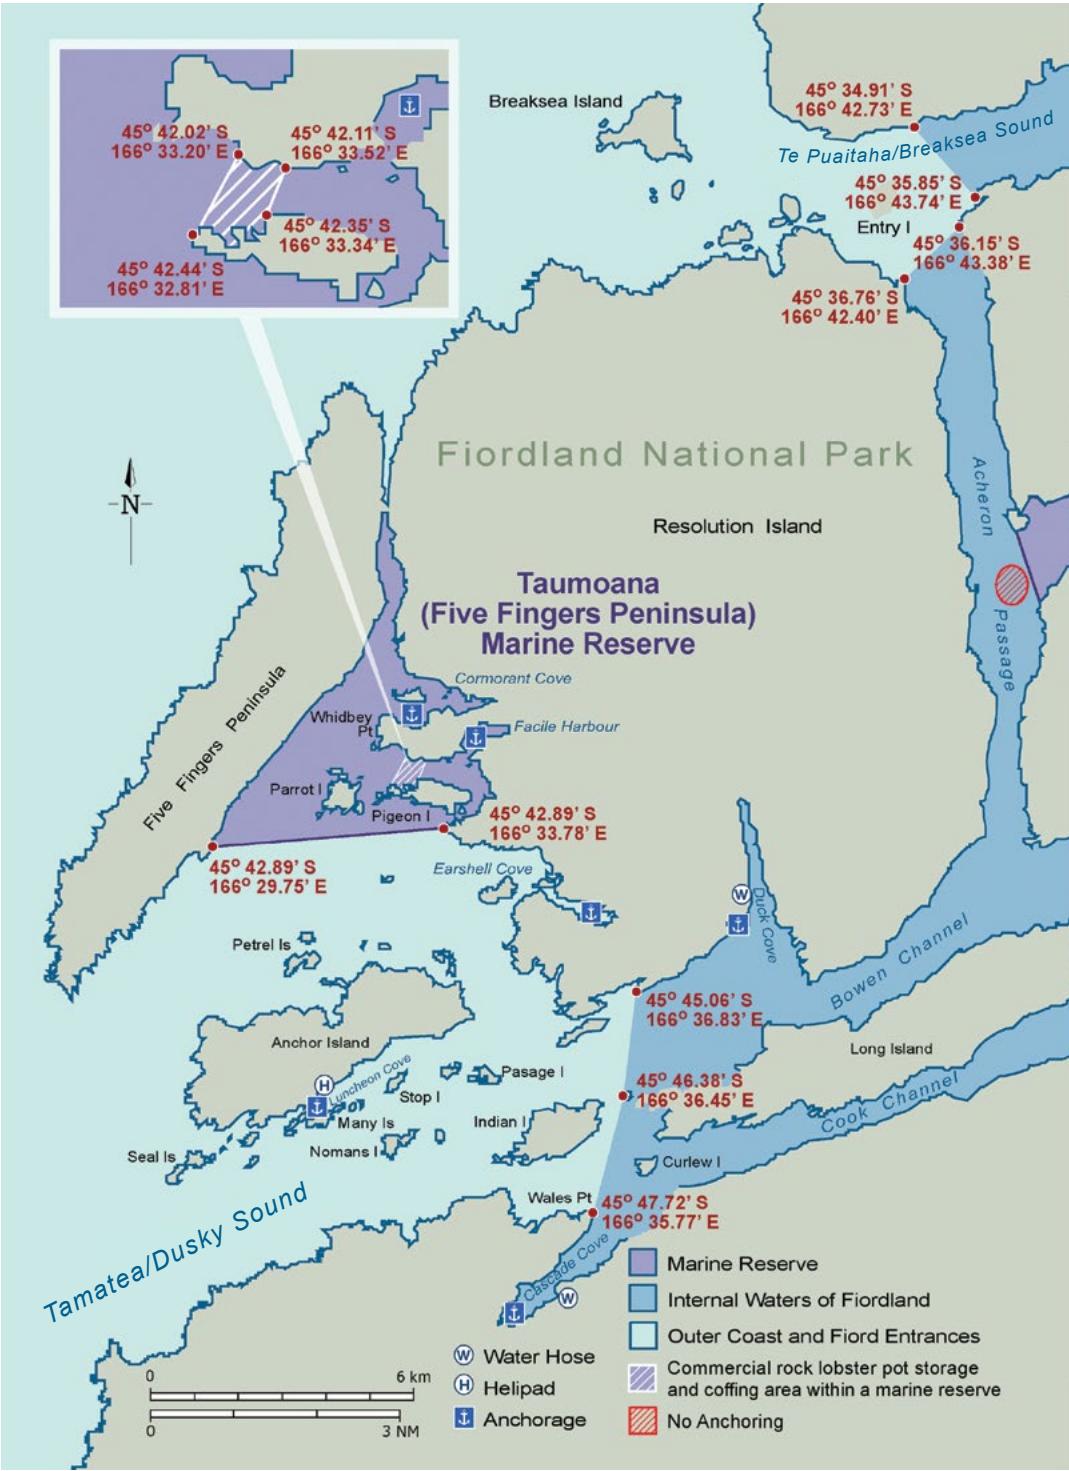 45° 42.02' S
166° 33.20' E
45° 42.11' S
166° 33.52' E
45° 42.35' S
166° 33.34' E
45° 42.44' S
166° 32.81' E
Breaksea Island
45° 34.91' S
166° 42.73' E
Te Puaitaha/Breaksea Sound
45° 35.85' S
166° 43.74' E
Entry I
45° 36.15' S
166° 43.38' E
45° 36.76' S
166° 42.40' E
Fiordland National Park
N
Acheron
Passage
Resolution Island
Taumoana
(Five Fingers Peninsula)
Marine Reserve
Five Fingers Peninsula
Cormorant Cove
Whidbey
Pt
Facile Harbour
Parrot I
Pigeon I
45° 42.89' S
166° 33.78' E
45° 42.89' S
166° 29.75' E
Earshell Cove
W
Duck Cove
Petrel Is
Bowen Channel
45° 45.06' S
166° 36.83' E
Anchor Island
Long Island
H
Luncheon Cove
Pasage I
Stop I
45° 46.38' S
166° 36.45' E
Cook Channel
Many Is
Indian I
Nomans I
Seal Is
Curlew I
Wales Pt
45° 47.72' S
166° 35.77' E
Tamatea/Dusky Sound
Cascade Cove
W
Marine Reserve
Internal Waters of Fiordland
Outer Coast and Fiord Entrances
Commercial rock lobster pot storage
and coffing area within a marine reserve
No Anchoring
W Water Hose
H Helipad
Anchorage
0 6 km
0 3 NM